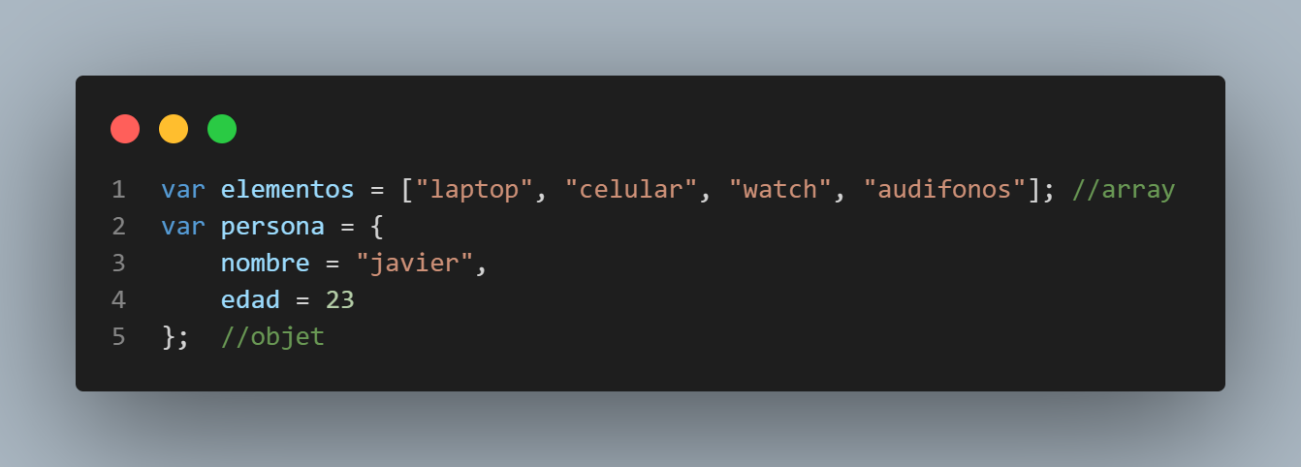 1 var elementos = ["laptop", "celular", "watch", "audifonos"]; //array
2 var persona = {
3     nombre = "javier",
4     edad = 23
5 };  //objet